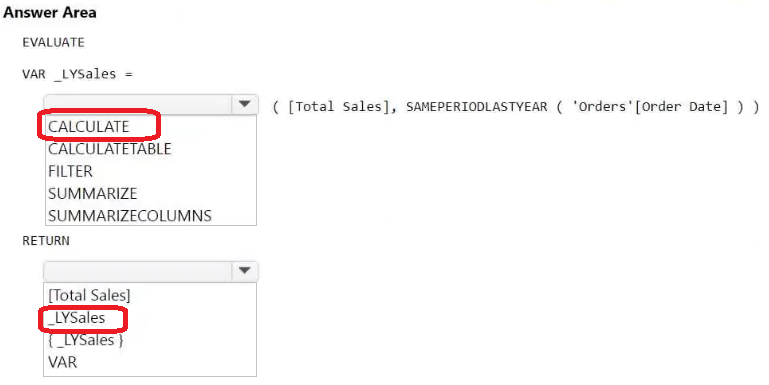 Answer Area
EVALUATE
VAR _LYSales =
( [Total Sales], SAMEPERIODLASTYEAR ( 'Orders'[Order Date] ) )
CALCULATE
CALCULATETABLE
FILTER
SUMMARIZE
SUMMARIZECOLUMNS
RETURN
[Total Sales]
_LYSales
{ _LYSales }
VAR